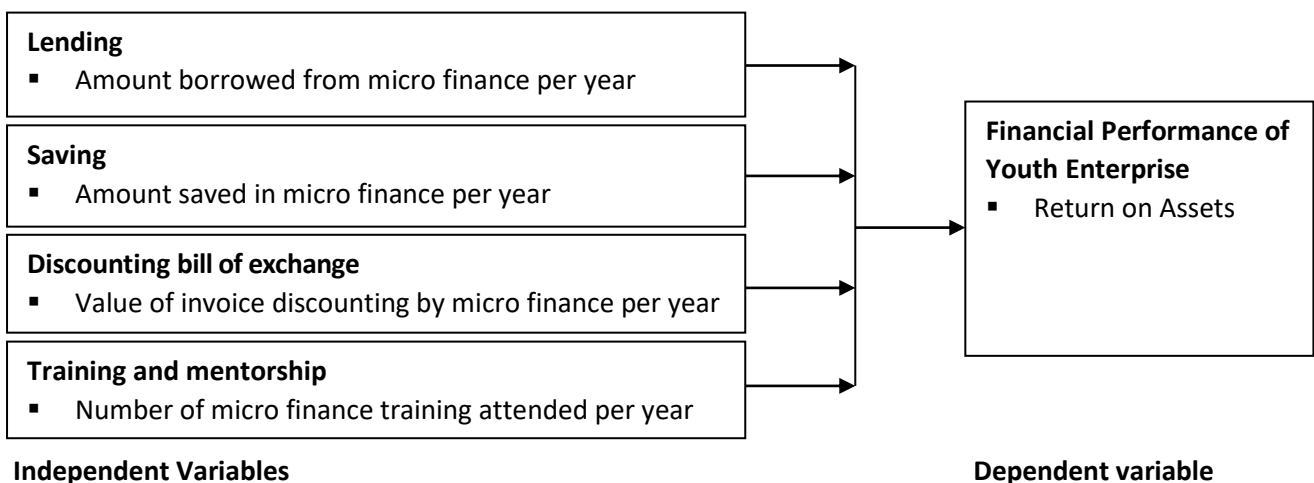 Lending
▪ Amount borrowed from micro finance per year
Saving
▪ Amount saved in micro finance per year
Discounting bill of exchange
▪ Value of invoice discounting by micro finance per year
Training and mentorship
▪ Number of micro finance training attended per year
Independent Variables
Financial Performance of
Youth Enterprise
▪ Return on Assets
Dependent variable